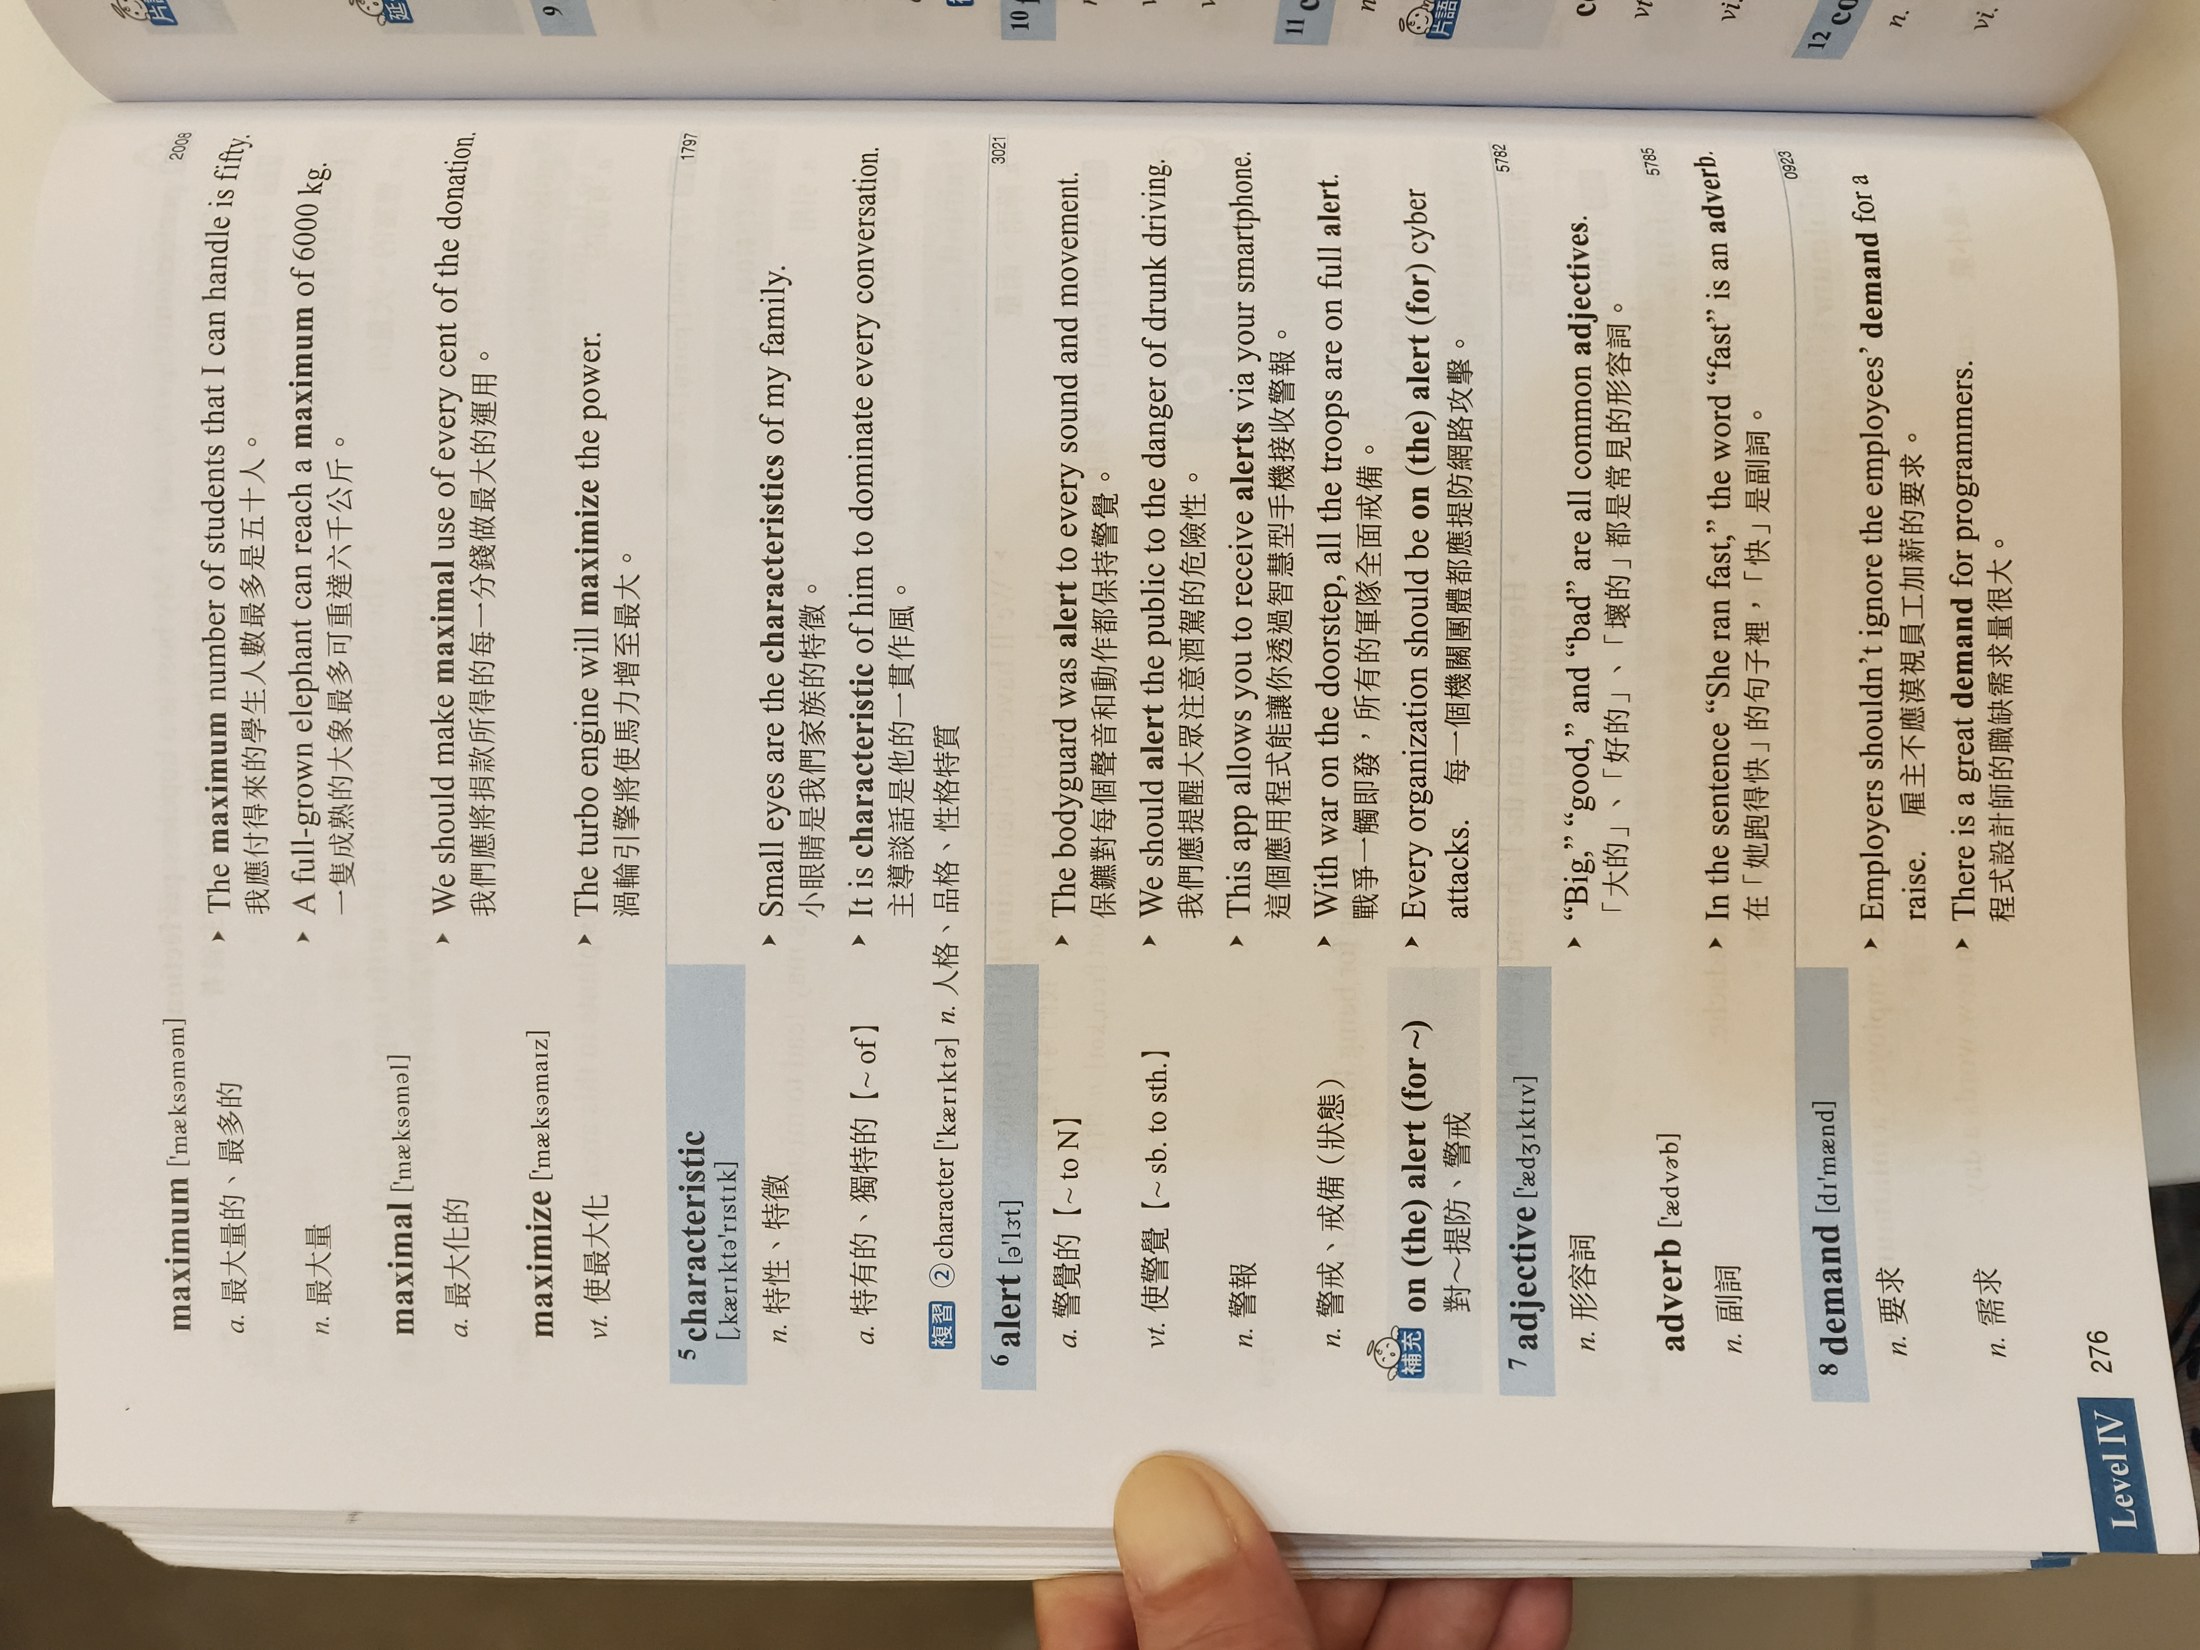 maximum [ˈmæksəməm] 2008
a. 最大量的、最多的 ➤ The maximum number of students that I can handle is fifty.
我應付得來的學生人數最多是五十人。
n. 最大量 ➤ A full-grown elephant can reach a maximum of 6000 kg.
一隻成熟的大象最多可重達六千公斤。
maximal [ˈmæksəməl]
a. 最大化的 ➤ We should make maximal use of every cent of the donation.
我們應將捐款所得的每一分錢做最大的運用。
maximize [ˈmæksəmaɪz]
vt. 使最大化 ➤ The turbo engine will maximize the power.
渦輪引擎將使馬力增至最大。
5 characteristic 1797
[ˌkærɪktəˈrɪstɪk]
n. 特性、特徵 ➤ Small eyes are the characteristics of my family.
小眼睛是我們家族的特徵。
a. 特有的、獨特的【~ of】 ➤ It is characteristic of him to dominate every conversation.
主導談話是他的一貫作風。
複習 ② character [ˈkærɪktɚ] n. 人格、品格、性格特質
6 alert [əˈlɝt] 3021
a. 警覺的【~ to N】 ➤ The bodyguard was alert to every sound and movement.
保鑣對每個聲音和動作都保持警覺。
vt. 使警覺【~ sb. to sth.】 ➤ We should alert the public to the danger of drunk driving.
我們應提醒大眾注意酒駕的危險性。
n. 警報 ➤ This app allows you to receive alerts via your smartphone.
這個應用程式能讓你透過智慧型手機接收警報。
n. 警戒、戒備（狀態） ➤ With war on the doorstep, all the troops are on full alert.
戰爭一觸即發，所有的軍隊全面戒備。
補充 on (the) alert (for ~) ➤ Every organization should be on (the) alert (for) cyber
對～提防、警戒 attacks. 每一個機關團體都應提防網路攻擊。
7 adjective [ˈædʒɪktɪv] 5782
n. 形容詞 ➤ “Big,” “good,” and “bad” are all common adjectives.
「大的」、「好的」、「壞的」都是常見的形容詞。
adverb [ˈædvɝb] 5785
n. 副詞 ➤ In the sentence “She ran fast,” the word “fast” is an adverb.
在「她跑得快」的句子裡，「快」是副詞。
8 demand [dɪˈmænd] 0923
n. 要求 ➤ Employers shouldn’t ignore the employees’ demand for a
raise. 雇主不應漠視員工加薪的要求。
n. 需求 ➤ There is a great demand for programmers.
程式設計師的職缺需求量很大。
Level IV 276
9
10
11 c
n.
片語
vt
vi.
12 co
n.
vi.